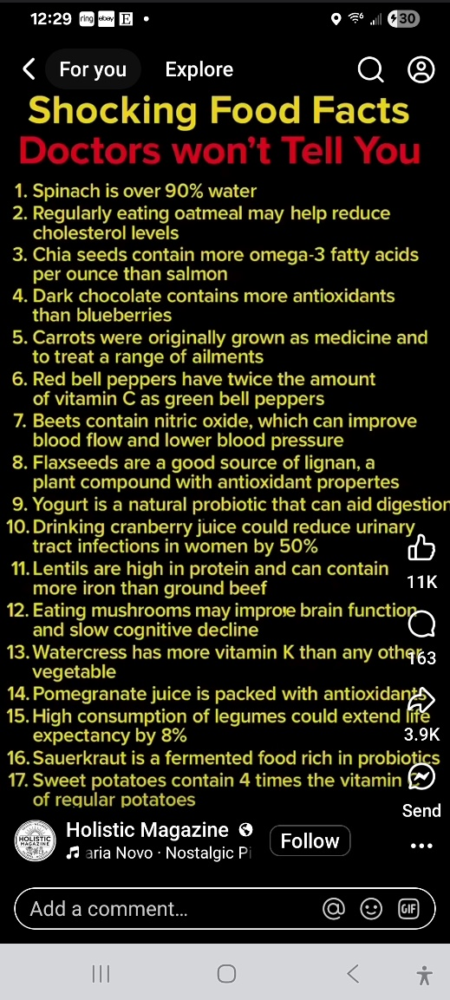 12:29 ring ebay E 30
For you Explore
Shocking Food Facts
Doctors won't Tell You
1. Spinach is over 90% water
2. Regularly eating oatmeal may help reduce
cholesterol levels
3. Chia seeds contain more omega-3 fatty acids
per ounce than salmon
4. Dark chocolate contains more antioxidants
than blueberries
5. Carrots were originally grown as medicine and
to treat a range of ailments
6. Red bell peppers have twice the amount
of vitamin C as green bell peppers
7. Beets contain nitric oxide, which can improve
blood flow and lower blood pressure
8. Flaxseeds are a good source of lignan, a
plant compound with antioxidant propertes
9. Yogurt is a natural probiotic that can aid digestion
10. Drinking cranberry juice could reduce urinary
tract infections in women by 50%
11. Lentils are high in protein and can contain
more iron than ground beef
11K
12. Eating mushrooms may improıe brain function
and slow cognitive decline
13. Watercress has more vitamin K than any other
vegetable
163
14. Pomegranate juice is packed with antioxidants
15. High consumption of legumes could extend life
expectancy by 8%
3.9K
16. Sauerkraut is a fermented food rich in probiotics
17. Sweet potatoes contain 4 times the vitamin
of regular potatoes
Send
Holistic Magazine
HOLISTIC MAGAZINE
aria Novo · Nostalgic Pi
Follow
Add a comment...
GIF